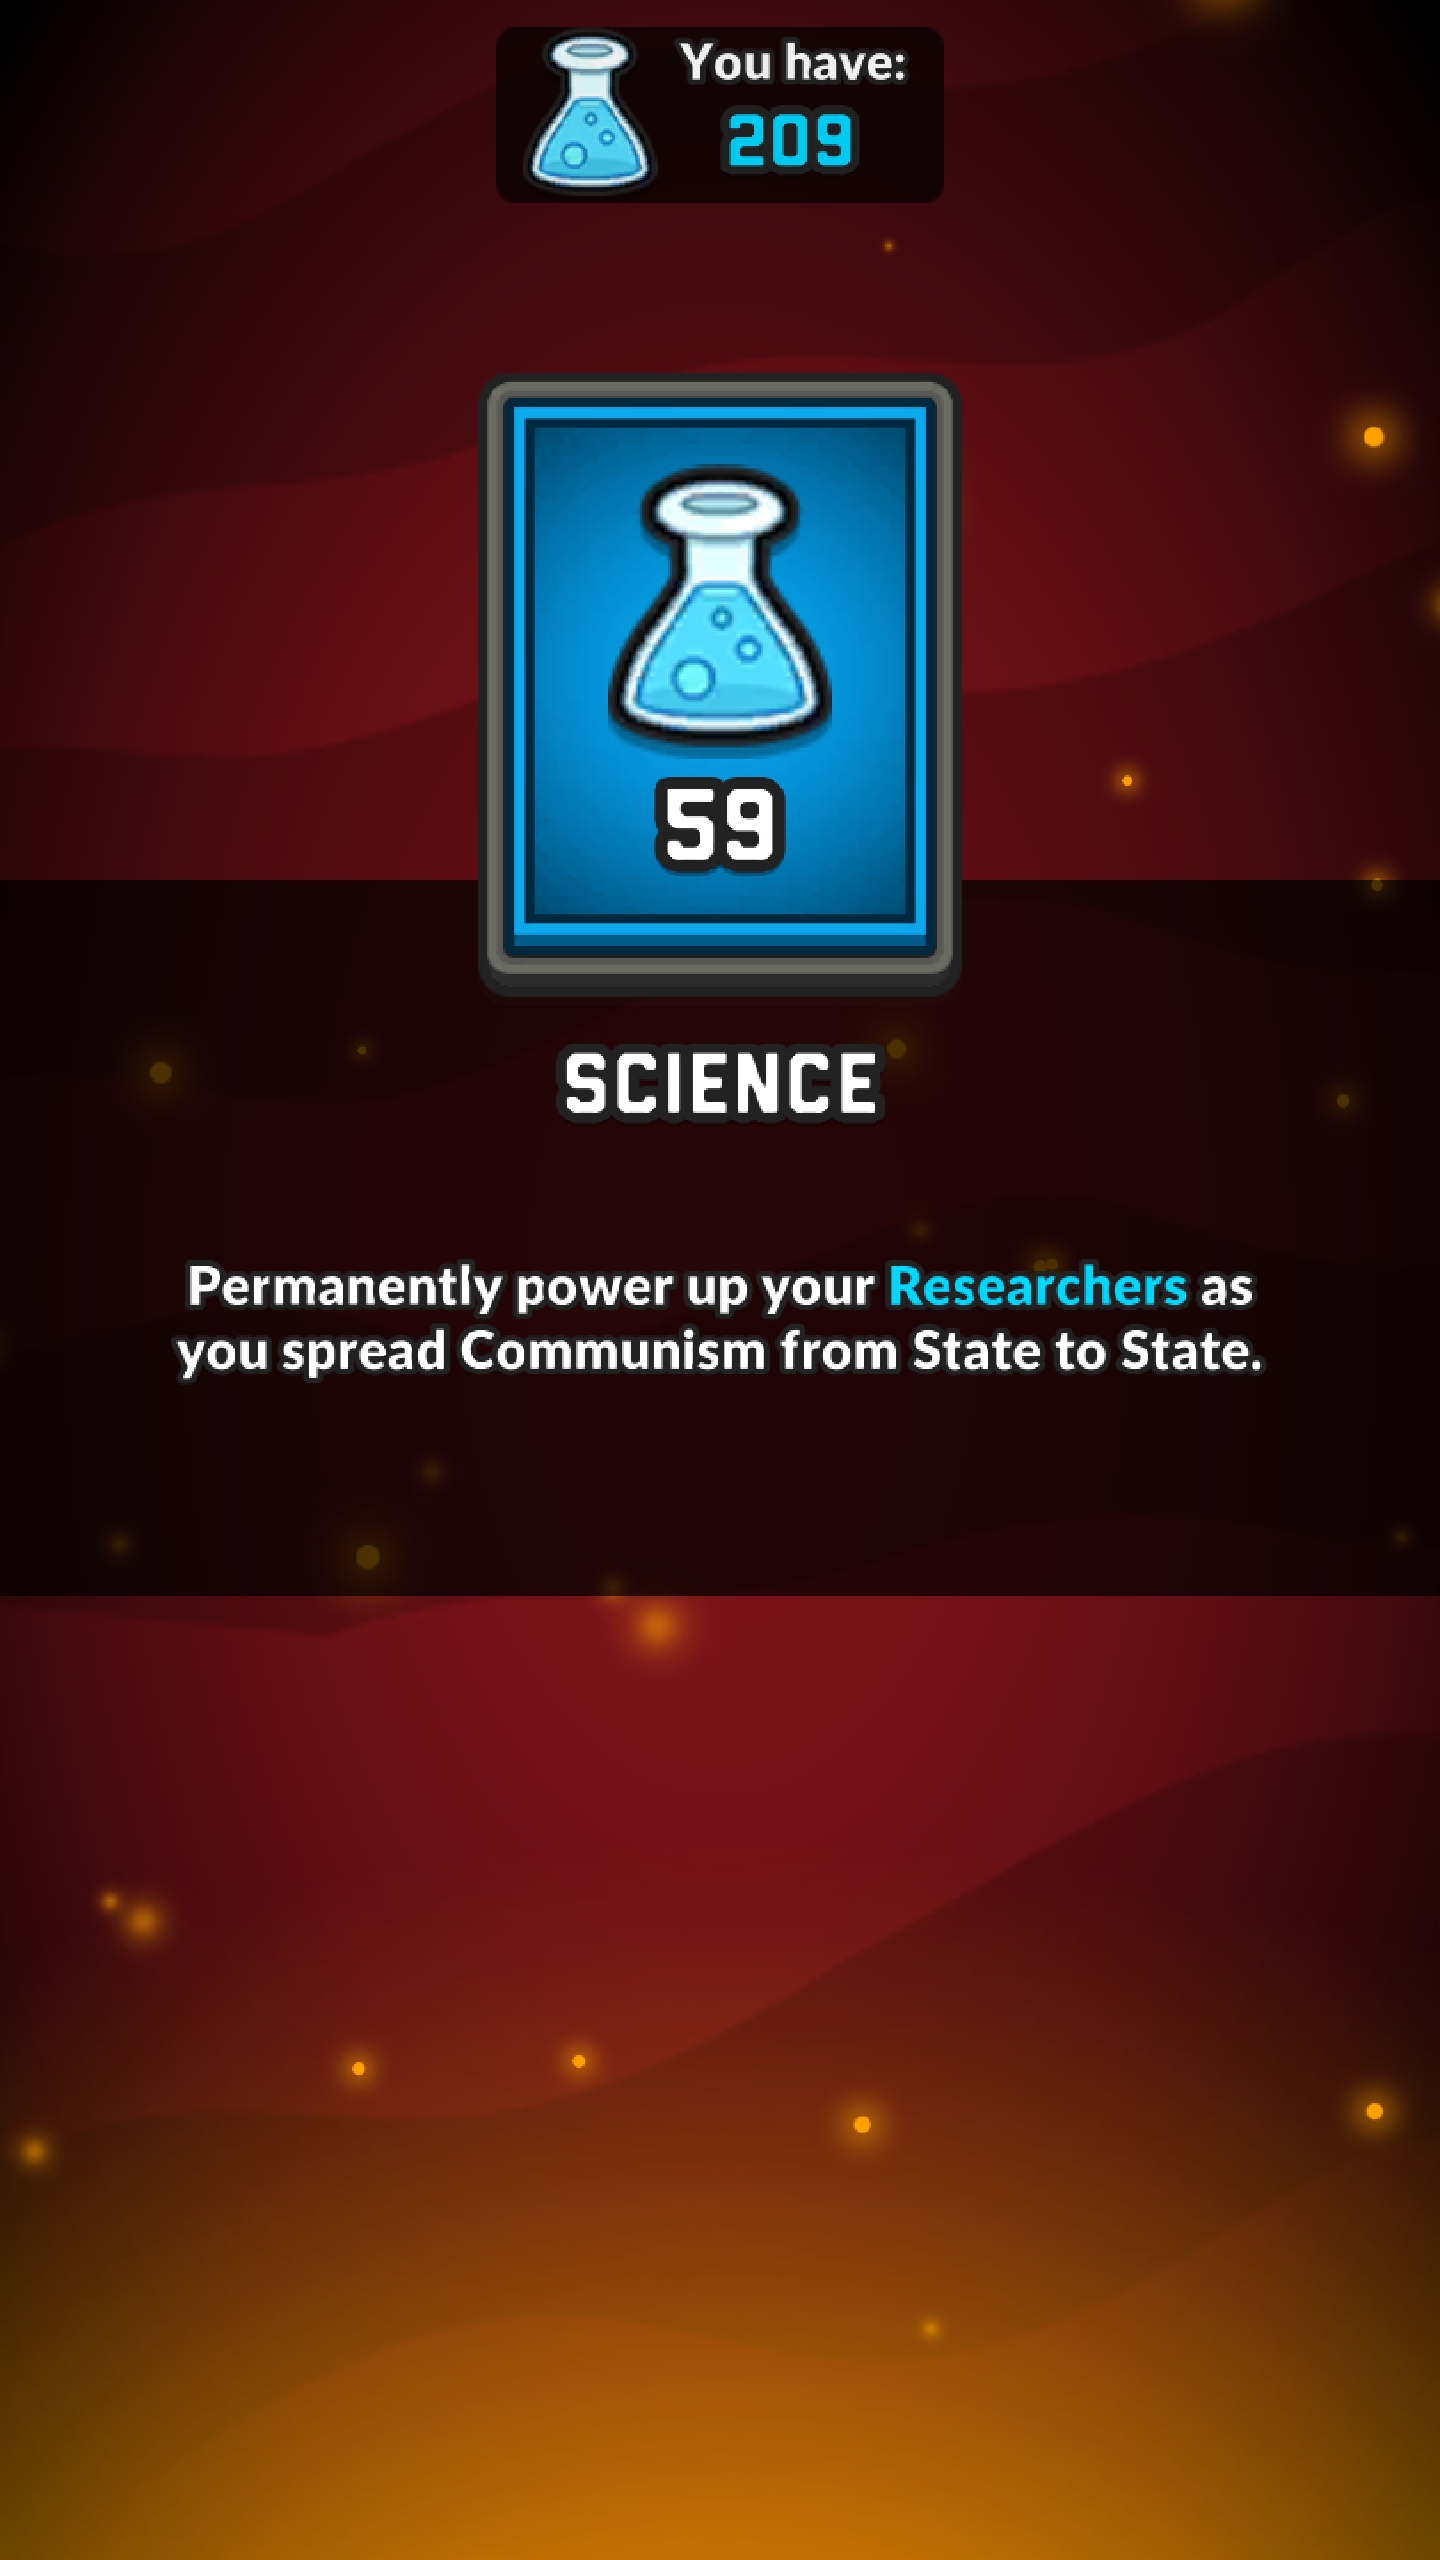 You have:
209
59
SCIENCE
Permanently power up your Researchers as
you spread Communism from State to State.